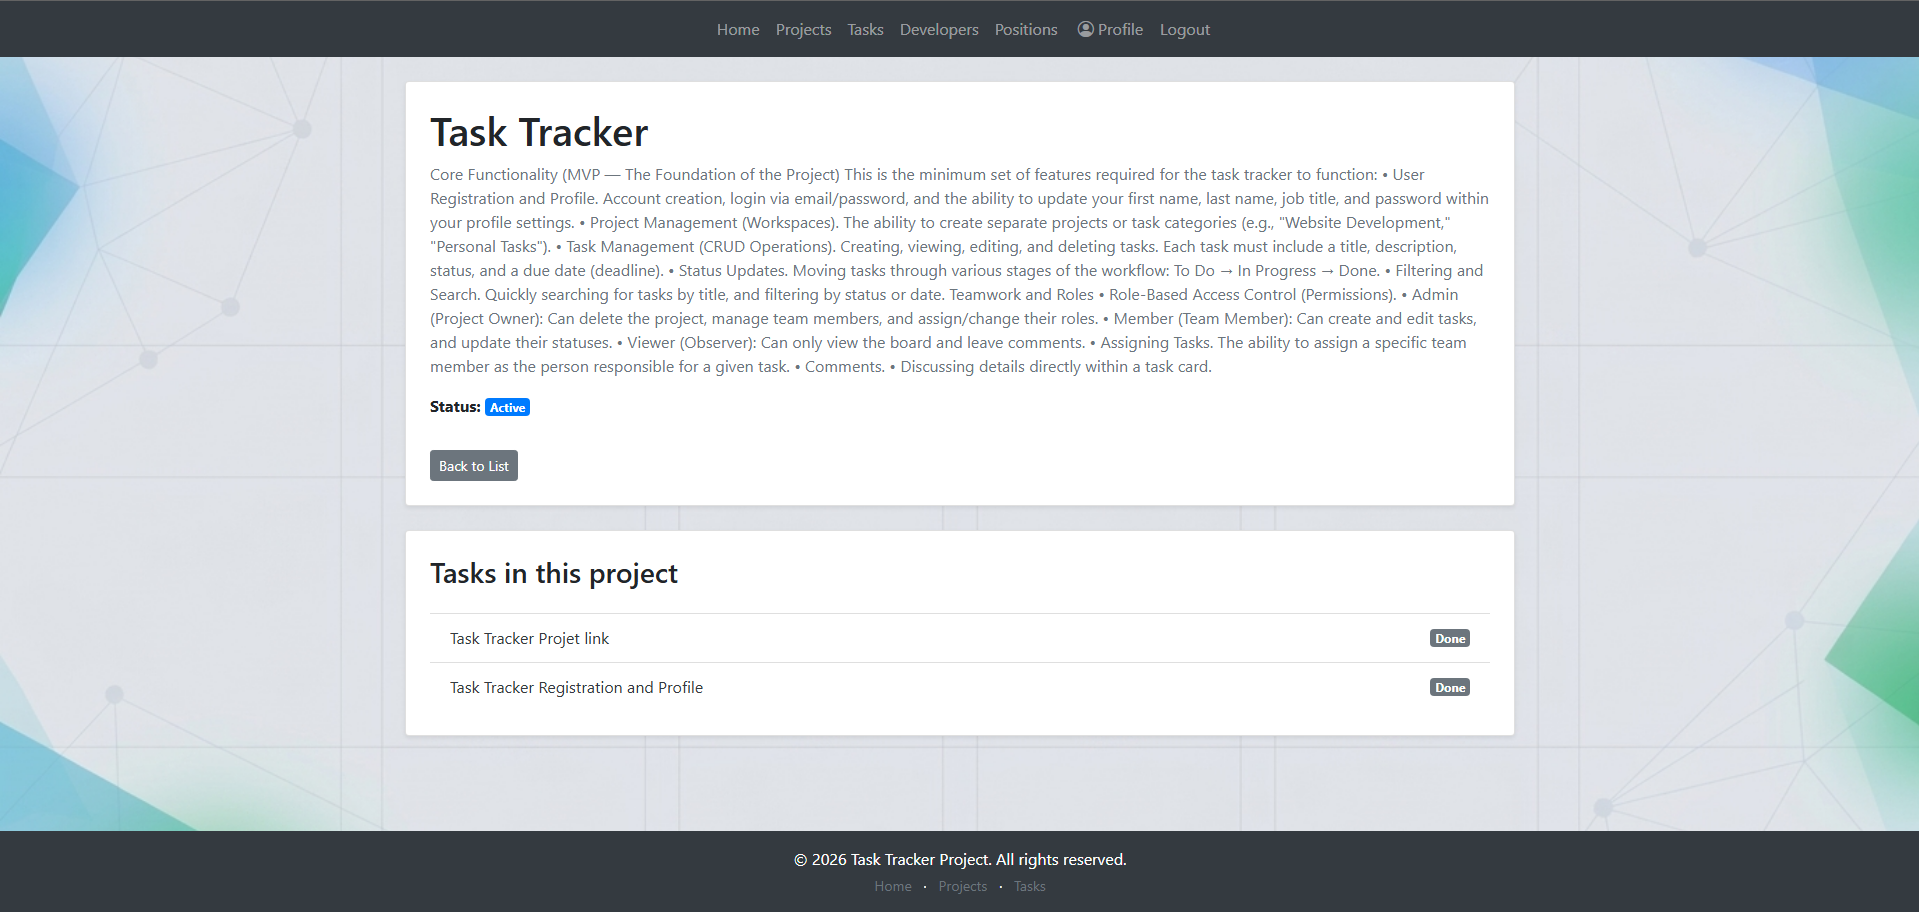 Home Projects Tasks Developers Positions Profile Logout
Task Tracker
Core Functionality (MVP — The Foundation of the Project) This is the minimum set of features required for the task tracker to function: • User
Registration and Profile. Account creation, login via email/password, and the ability to update your first name, last name, job title, and password within
your profile settings. • Project Management (Workspaces). The ability to create separate projects or task categories (e.g., "Website Development,"
"Personal Tasks"). • Task Management (CRUD Operations). Creating, viewing, editing, and deleting tasks. Each task must include a title, description,
status, and a due date (deadline). • Status Updates. Moving tasks through various stages of the workflow: To Do → In Progress → Done. • Filtering and
Search. Quickly searching for tasks by title, and filtering by status or date. Teamwork and Roles • Role-Based Access Control (Permissions). • Admin
(Project Owner): Can delete the project, manage team members, and assign/change their roles. • Member (Team Member): Can create and edit tasks,
and update their statuses. • Viewer (Observer): Can only view the board and leave comments. • Assigning Tasks. The ability to assign a specific team
member as the person responsible for a given task. • Comments. • Discussing details directly within a task card.
Status: Active
Back to List
Tasks in this project
Task Tracker Projet link Done
Task Tracker Registration and Profile Done
© 2026 Task Tracker Project. All rights reserved.
Home · Projects · Tasks